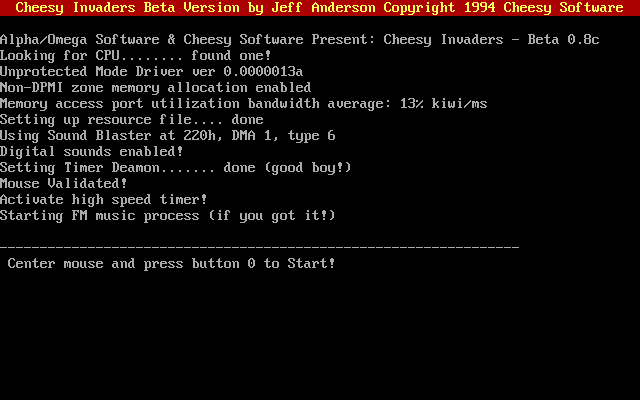 Cheesy Invaders Beta Version by Jeff Anderson Copyright 1994 Cheesy Software
Alpha/Omega Software & Cheesy Software Present: Cheesy Invaders - Beta 0.8c
Looking for CPU........ found one!
Unprotected Mode Driver ver 0.0000013a
Non-DPMI zone memory allocation enabled
Memory access port utilization bandwidth average: 13% kiwi/ms
Setting up resource file.... done
Using Sound Blaster at 220h, DMA 1, type 6
Digital sounds enabled!
Setting Timer Deamon....... done (good boy!)
Mouse Validated!
Activate high speed timer!
Starting FM music process (if you got it!)
_________________________________________________________________
Center mouse and press button 0 to Start!